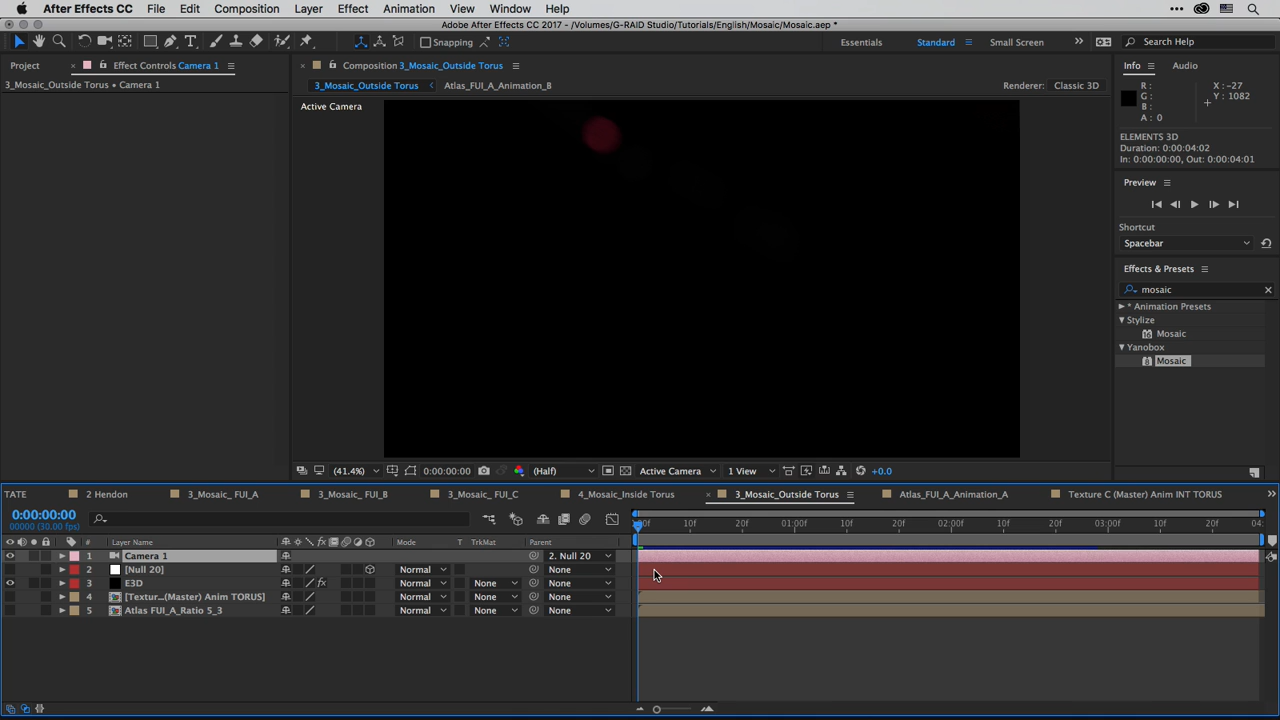 After Effects CC File Edit Composition Layer Effect Animation View Window Help
Adobe After Effects CC 2017 - /Volumes/G-RAID Studio/Tutorials/English/Mosaic/Mosaic.aep *
Snapping Essentials Standard Small Screen Search Help
Project Effect Controls Camera 1 Composition 3_Mosaic_Outside Torus Info Audio
3_Mosaic_Outside Torus • Camera 1 3_Mosaic_Outside Torus Atlas_FUI_A_Animation_B Renderer: Classic 3D
R: X: -27
G: Y: 1082
B:
A: 0
Active Camera
ELEMENTS 3D
Duration: 0:00:04:02
In: 0:00:00:00, Out: 0:00:04:01
Preview
Shortcut
Spacebar
Effects & Presets
mosaic
* Animation Presets
Stylize
Mosaic
Yanobox
Mosaic
(41.4%) 0:00:00:00 (Half) Active Camera 1 View +0.0
TATE 2 Hendon 3_Mosaic_ FUI_A 3_Mosaic_ FUI_B 3_Mosaic_ FUI_C 4_Mosaic_Inside Torus 3_Mosaic_Outside Torus Atlas_FUI_A_Animation_A Texture C (Master) Anim INT TORUS
0:00:00:00
00000 (30.00 fps)
:00f 10f 20f 01:00f 10f 20f 02:00f 10f 20f 03:00f 10f 20f 04:
# Layer Name Mode T TrkMat Parent
1 Camera 1 2. Null 20
2 [Null 20] Normal None
3 E3D Normal None None
4 [Textur...(Master) Anim TORUS] Normal None None
5 Atlas FUI_A_Ratio 5_3 Normal None None